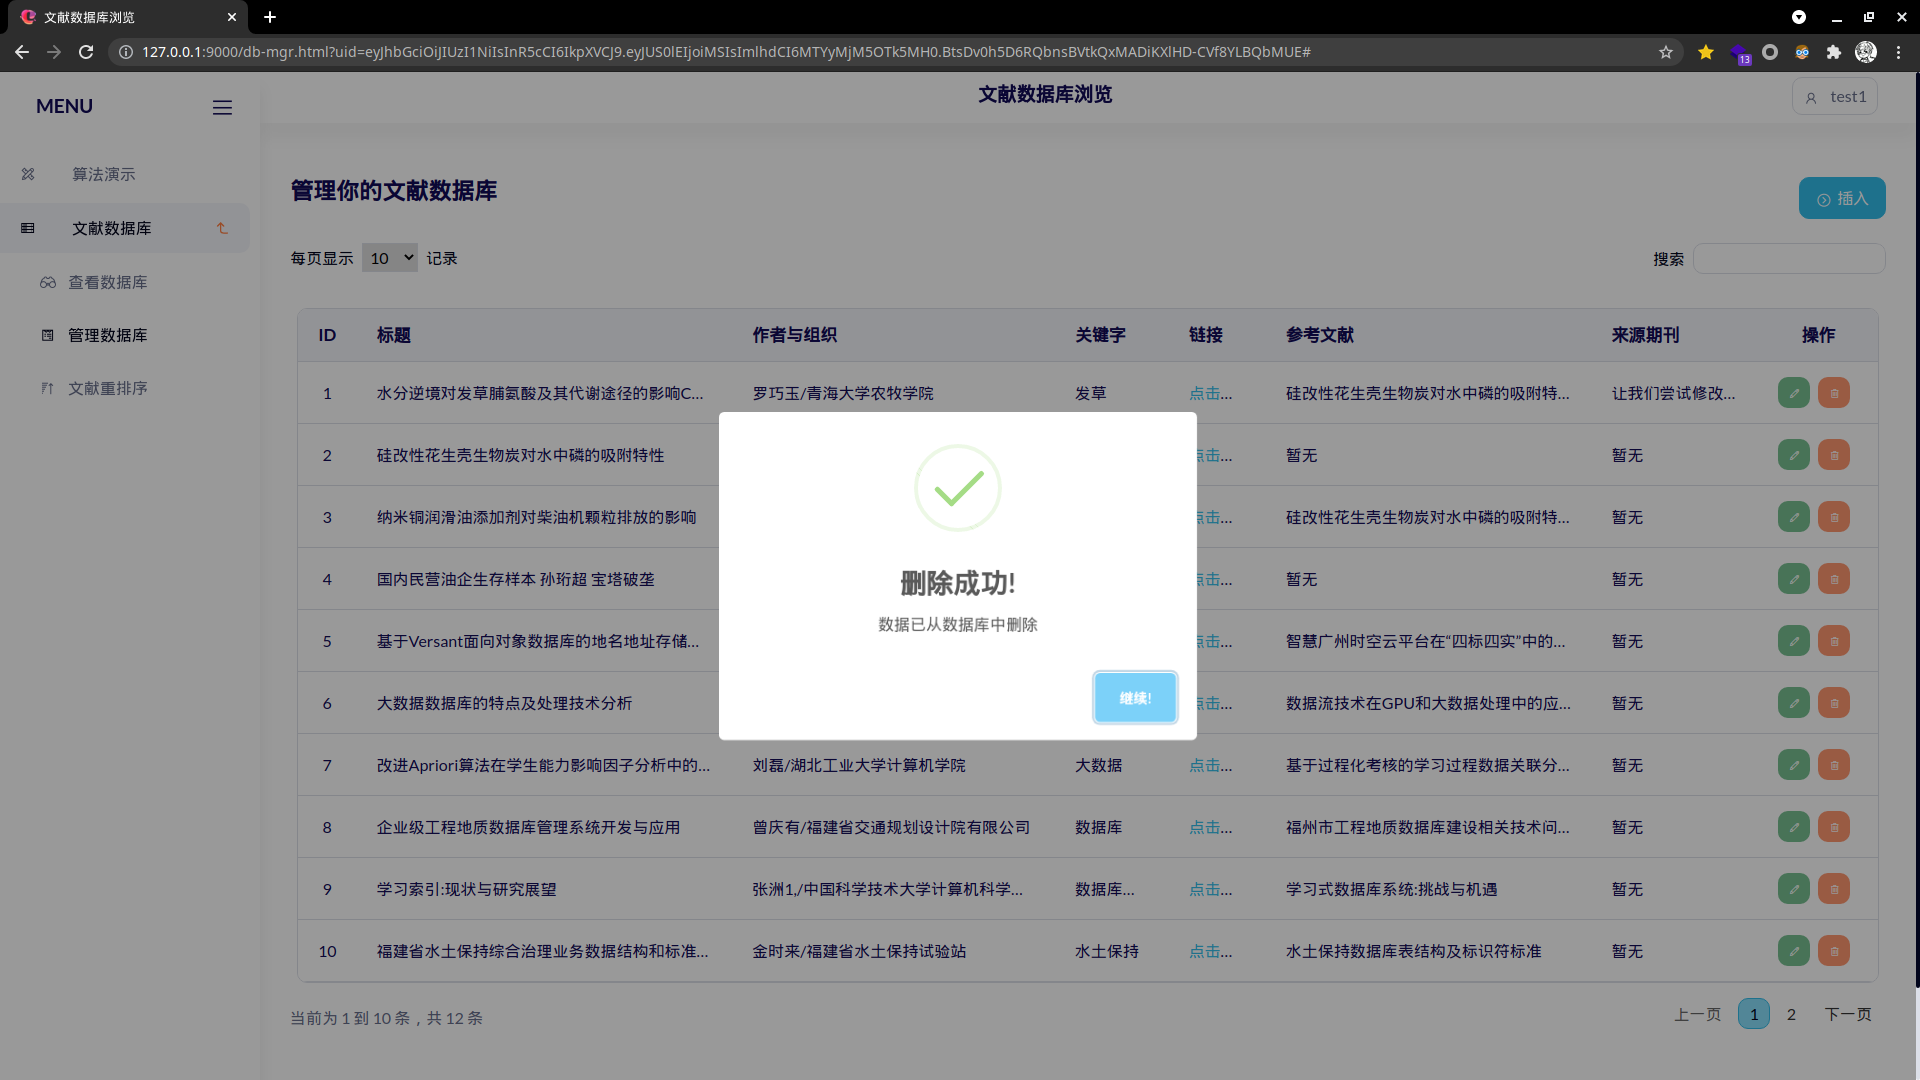 文献数据库浏览
127.0.0.1:9000/db-mgr.html?uid=eyJhbGciOiJIUzI1NiIsInR5cCI6IkpXVCJ9.eyJUS0lEIjoiMSIsImlhdCI6MTYyMjM5OTk5MH0.BtsDv0h5D6RQbnsBVtkQxMADiKXlHD-CVf8YLBQbMUE#
13
MENU
文献数据库浏览
test1
算法演示
文献数据库
查看数据库
管理数据库
文献重排序
管理你的文献数据库
插入
每页显示 10 记录
搜索
ID 标题 作者与组织 关键字 链接 参考文献 来源期刊 操作
1 水分逆境对发草脯氨酸及其代谢途径的影响C... 罗巧玉/青海大学农牧学院 发草 点击... 硅改性花生壳生物炭对水中磷的吸附特... 让我们尝试修改...
2 硅改性花生壳生物炭对水中磷的吸附特性 点击... 暂无 暂无
3 纳米铜润滑油添加剂对柴油机颗粒排放的影响 点击... 硅改性花生壳生物炭对水中磷的吸附特... 暂无
4 国内民营油企生存样本 孙珩超 宝塔破垄 点击... 暂无 暂无
5 基于Versant面向对象数据库的地名地址存储... 点击... 智慧广州时空云平台在“四标四实”中的... 暂无
6 大数据数据库的特点及处理技术分析 点击... 数据流技术在GPU和大数据处理中的应... 暂无
7 改进Apriori算法在学生能力影响因子分析中的... 刘磊/湖北工业大学计算机学院 大数据 点击... 基于过程化考核的学习过程数据关联分... 暂无
8 企业级工程地质数据库管理系统开发与应用 曾庆有/福建省交通规划设计院有限公司 数据库 点击... 福州市工程地质数据库建设相关技术问... 暂无
9 学习索引:现状与研究展望 张洲1,/中国科学技术大学计算机科学... 数据库... 点击... 学习式数据库系统:挑战与机遇 暂无
10 福建省水土保持综合治理业务数据结构和标准... 金时来/福建省水土保持试验站 水土保持 点击... 水土保持数据库表结构及标识符标准 暂无
删除成功!
数据已从数据库中删除
继续!
当前为 1 到 10 条，共 12 条
上一页 1 2 下一页